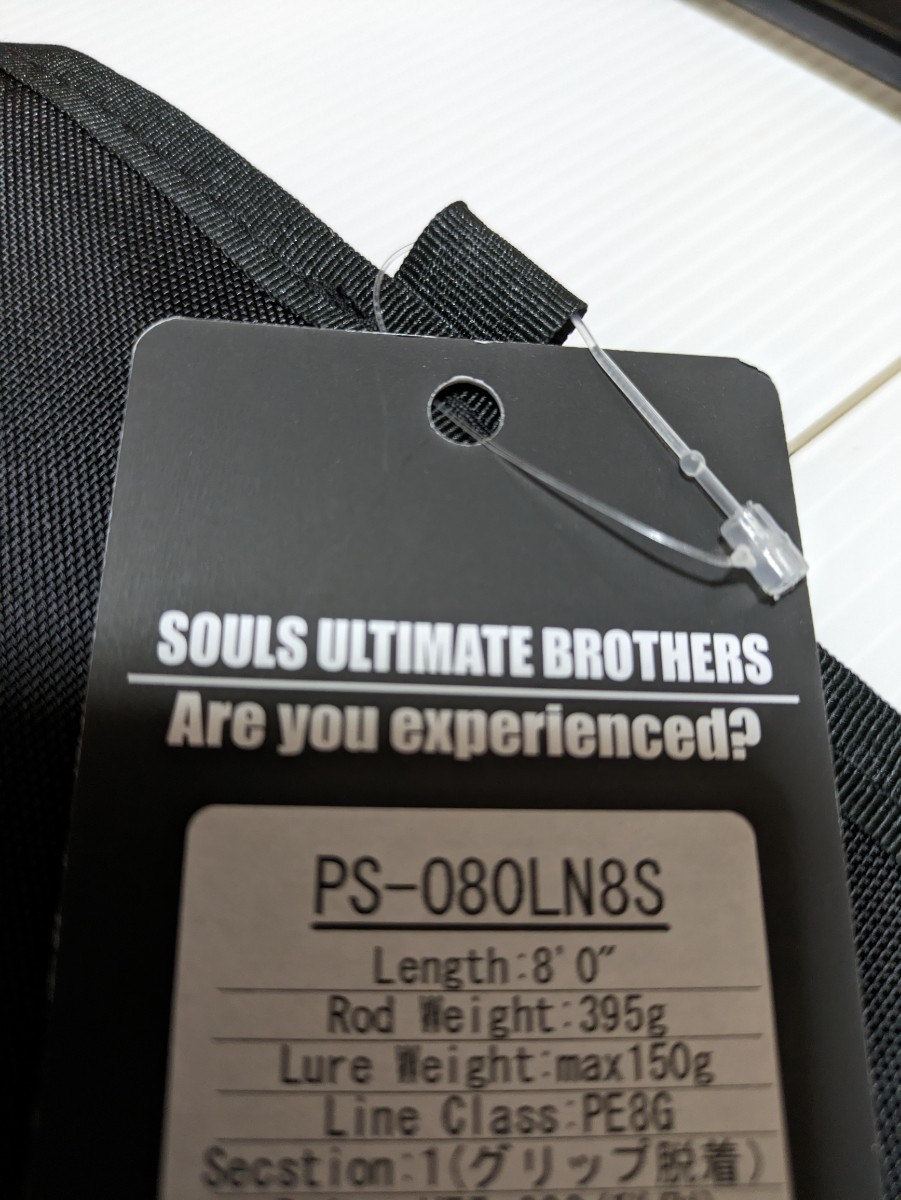 SOULS ULTIMATE BROTHERS
Are you experienced?
PS-080LN8S
Length:8'0"
Rod Weight:395g
Lure Weight:max150g
Line Class:PE8G
Secstion:1(グリップ脱着)